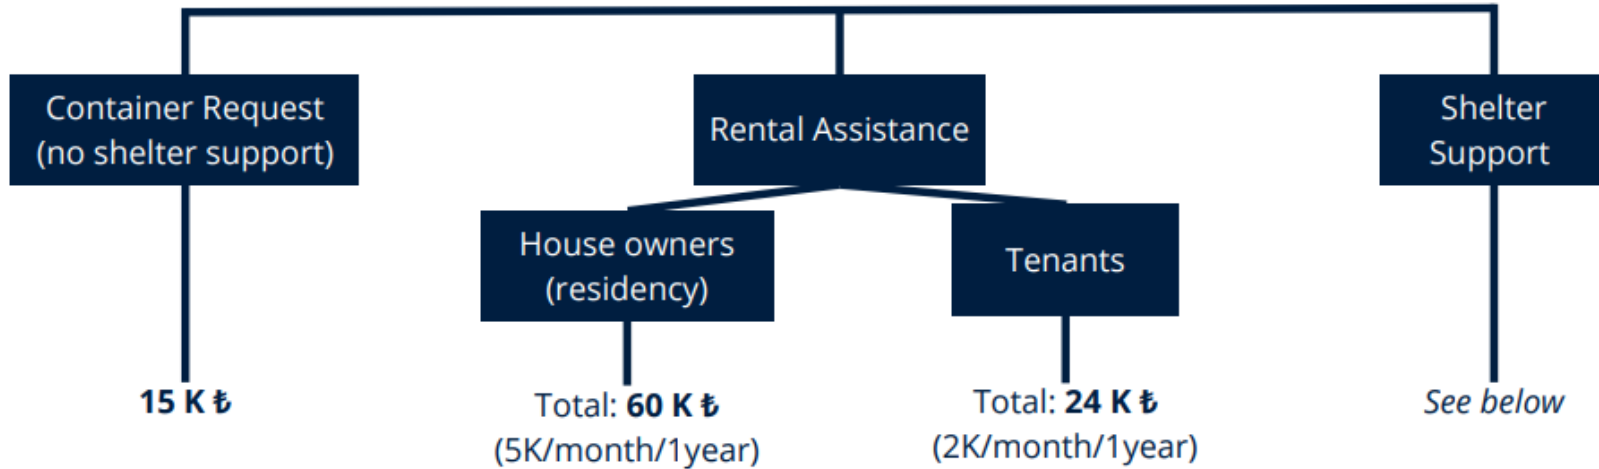 Container Request
(no shelter support)
Rental Assistance
Shelter
Support
House owners
(residency)
Tenants
15 K ₺
Total: 60 K ₺
(5K/month/1year)
Total: 24 K ₺
(2K/month/1year)
See below